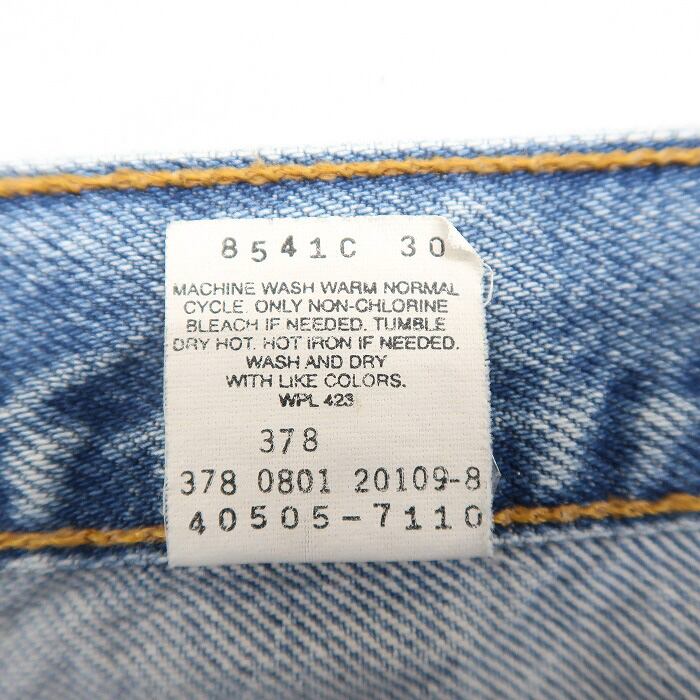 8541C 30
MACHINE WASH WARM NORMAL
CYCLE. ONLY NON-CHLORINE
BLEACH IF NEEDED. TUMBLE
DRY HOT. HOT IRON IF NEEDED.
WASH AND DRY
WITH LIKE COLORS.
WPL 423
378
378 0801 20109-8
40505-7110